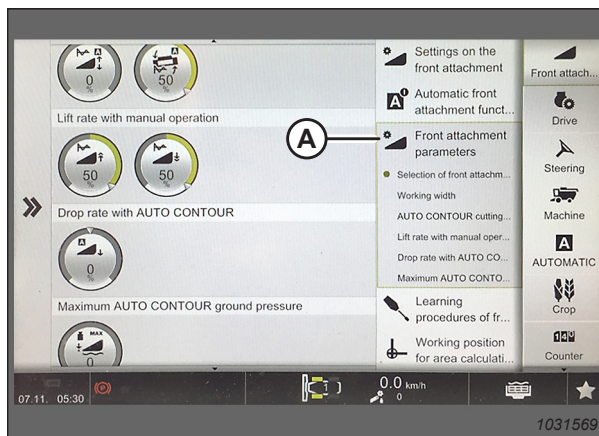 0
%
50
%
Lift rate with manual operation
50
%
50
%
Drop rate with AUTO CONTOUR
A
0
%
Maximum AUTO CONTOUR ground pressure
MAX
Settings on the
front attachment
A
Automatic front
attachment funct...
A
Front attachment
parameters
Selection of front attachm...
Working width
AUTO CONTOUR cutting...
Lift rate with manual oper...
Drop rate with AUTO CO...
Maximum AUTO CONTO...
Learning
procedures of fr...
Working position
for area calculati...
Front attach...
Drive
Steering
Machine
A
AUTOMATIC
Crop
Counter
07.11. 05:30
(P)
1
0.0 km/h
0
1031569